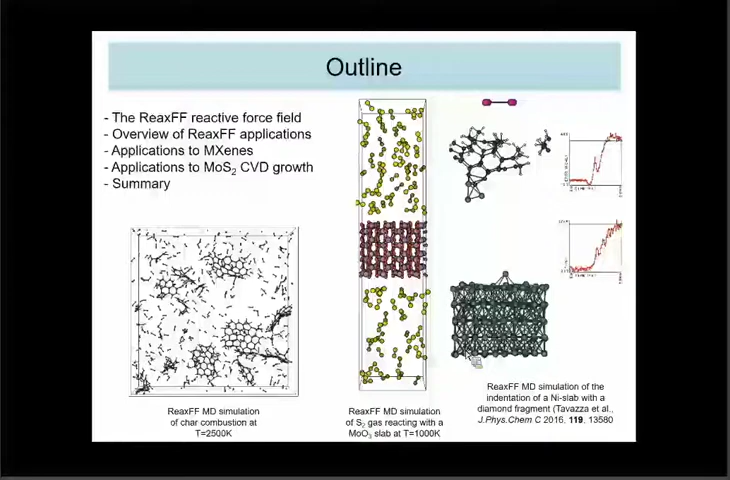 Outline
- The ReaxFF reactive force field
- Overview of ReaxFF applications
- Applications to MXenes
- Applications to MoS2 CVD growth
- Summary
ReaxFF MD simulation
of char combustion at
T=2500K
ReaxFF MD simulation
of S2 gas reacting with a
MoO3 slab at T=1000K
ReaxFF MD simulation of the
indentation of a Ni-slab with a
diamond fragment (Tavazza et al.,
J.Phys.Chem C 2016, 119, 13580